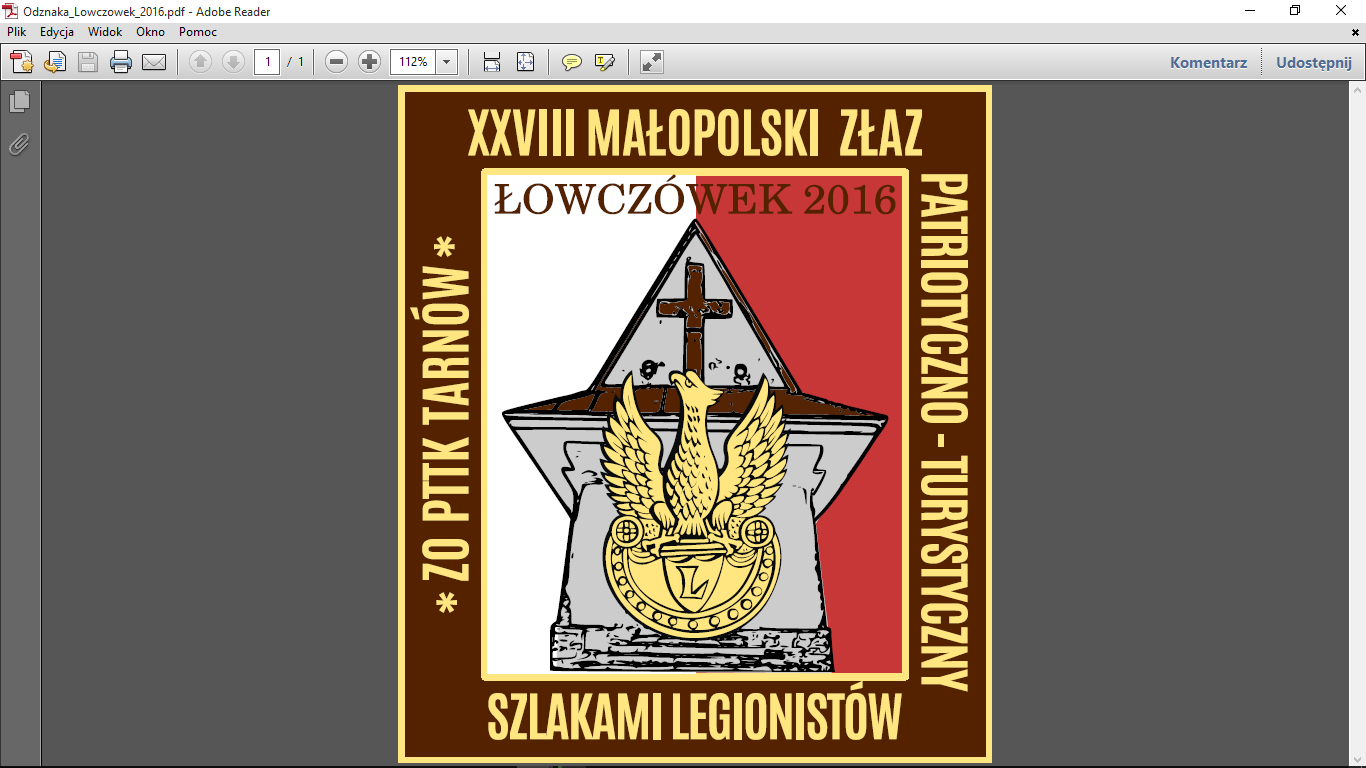 Odznaka_Lowczowek_2016.pdf - Adobe Reader
Plik Edycja Widok Okno Pomoc
1 / 1 112% Komentarz Udostępnij
XXVIII MAŁOPOLSKI ZŁAZ
PATRIOTYCZNO - TURYSTYCZNY
SZLAKAMI LEGIONISTÓW
* ZO PTTK TARNÓW *
ŁOWCZÓWEK 2016
L